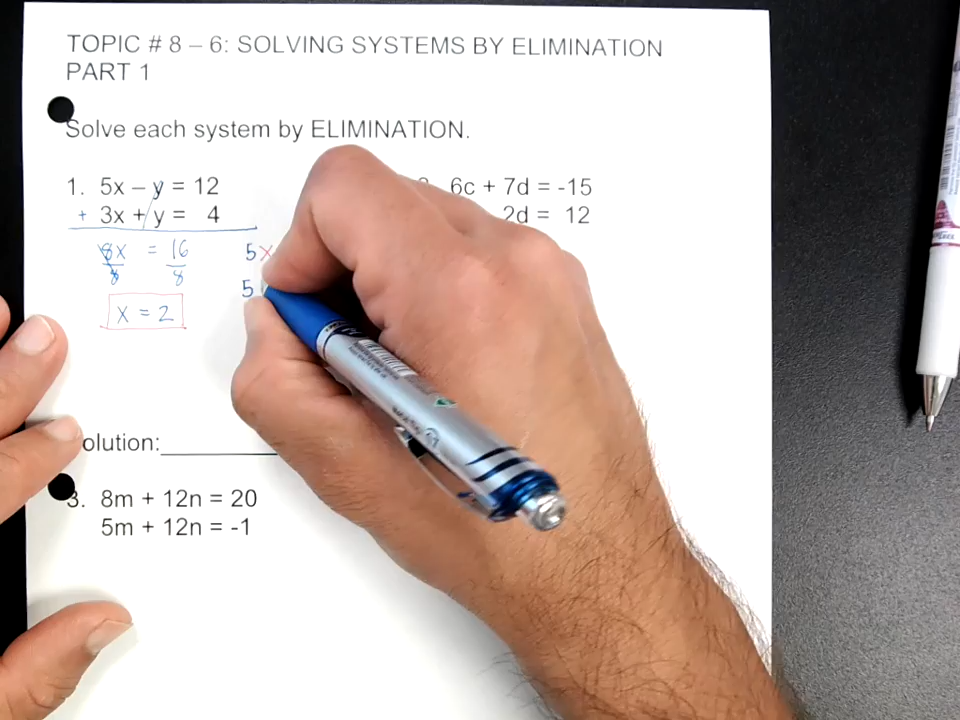 TOPIC # 8 – 6: SOLVING SYSTEMS BY ELIMINATION
PART 1
Solve each system by ELIMINATION.
1. 5x – y = 12
+ 3x + y = 4
8x = 16
8 8
x = 2
5x
5
6c + 7d = -15
2d = 12
olution:
3. 8m + 12n = 20
5m + 12n = -1